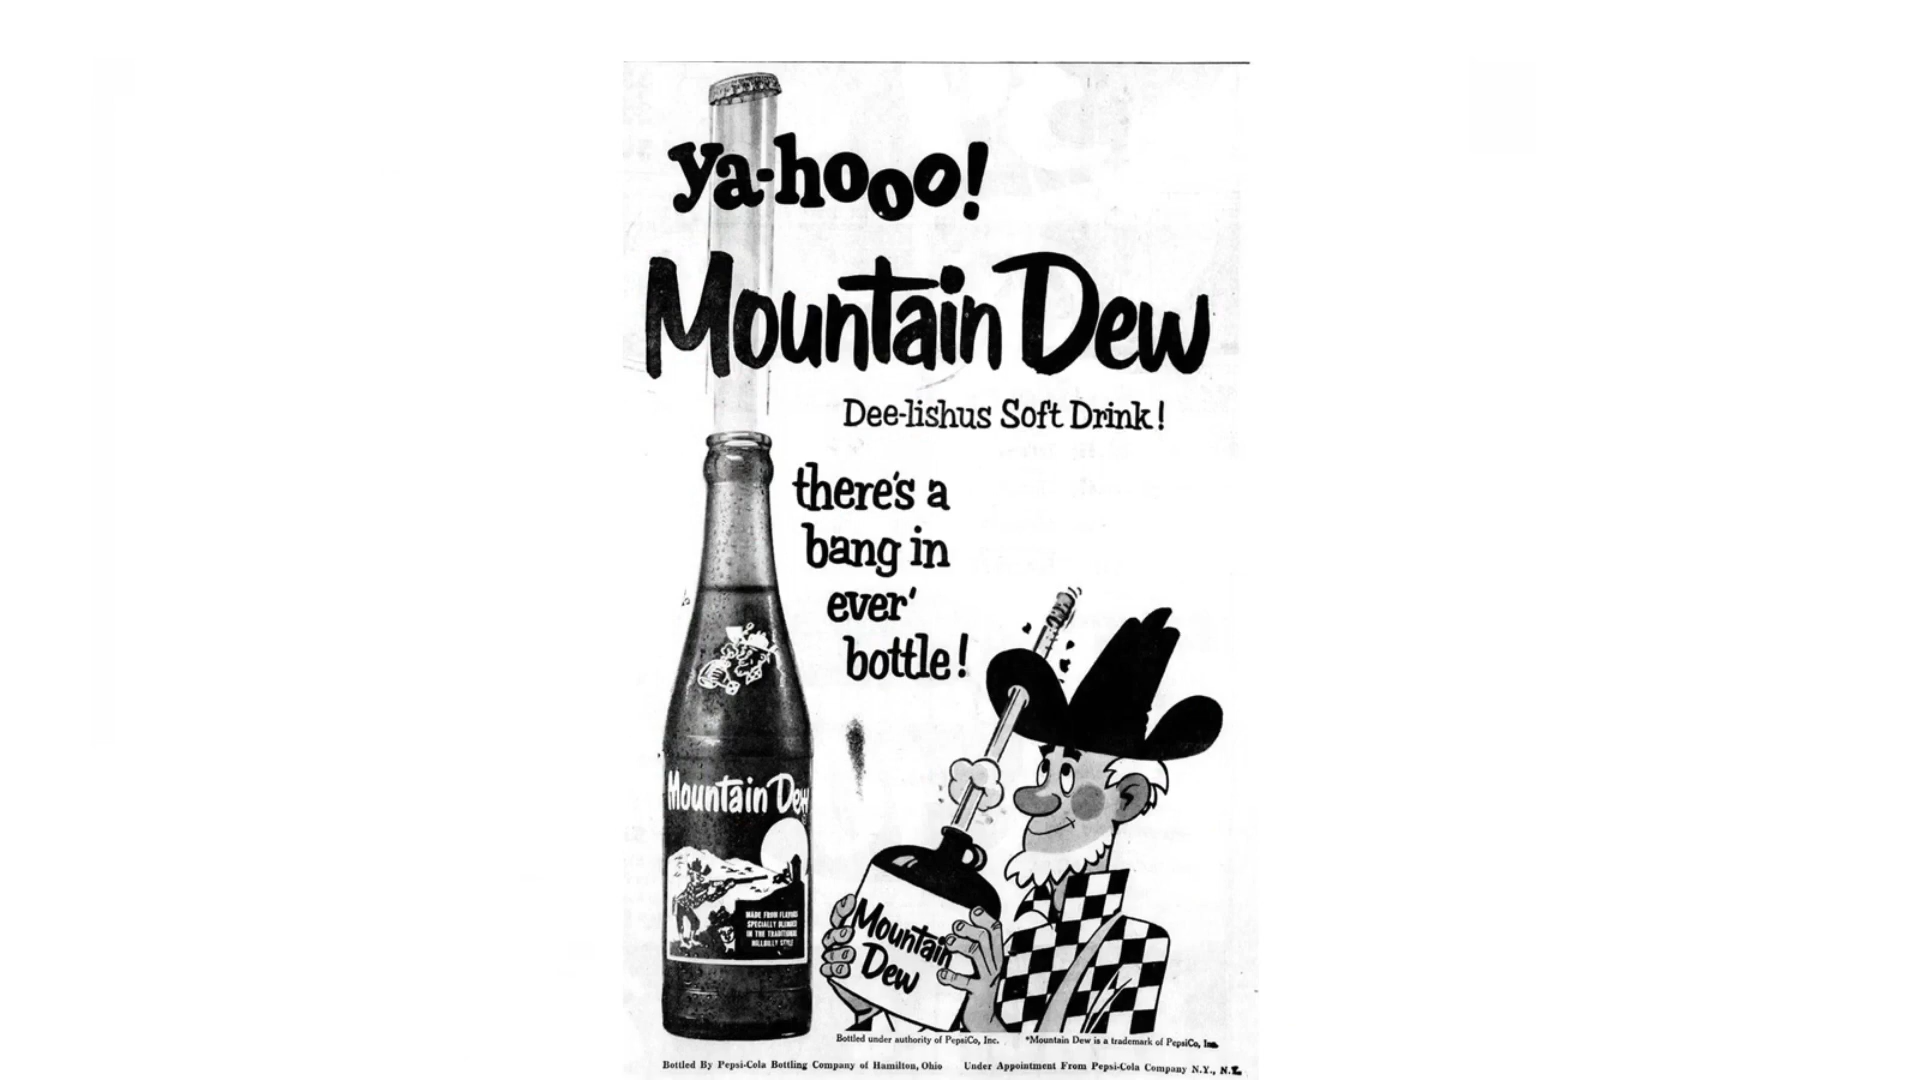 ya-hooo!
Mountain Dew
Dee-lishus Soft Drink!
there's a
bang in
ever'
bottle!
Mountain Dew
MADE FROM FLAVORS
SPECIALLY BLENDED
IN THE TRADITIONAL
HILLBILLY STYLE
Mountain
Dew
Bottled under authority of PepsiCo, Inc. *Mountain Dew is a trademark of PepsiCo, Inc.
Bottled By Pepsi-Cola Bottling Company of Hamilton, Ohio Under Appointment From Pepsi-Cola Company N.Y., N.Y.